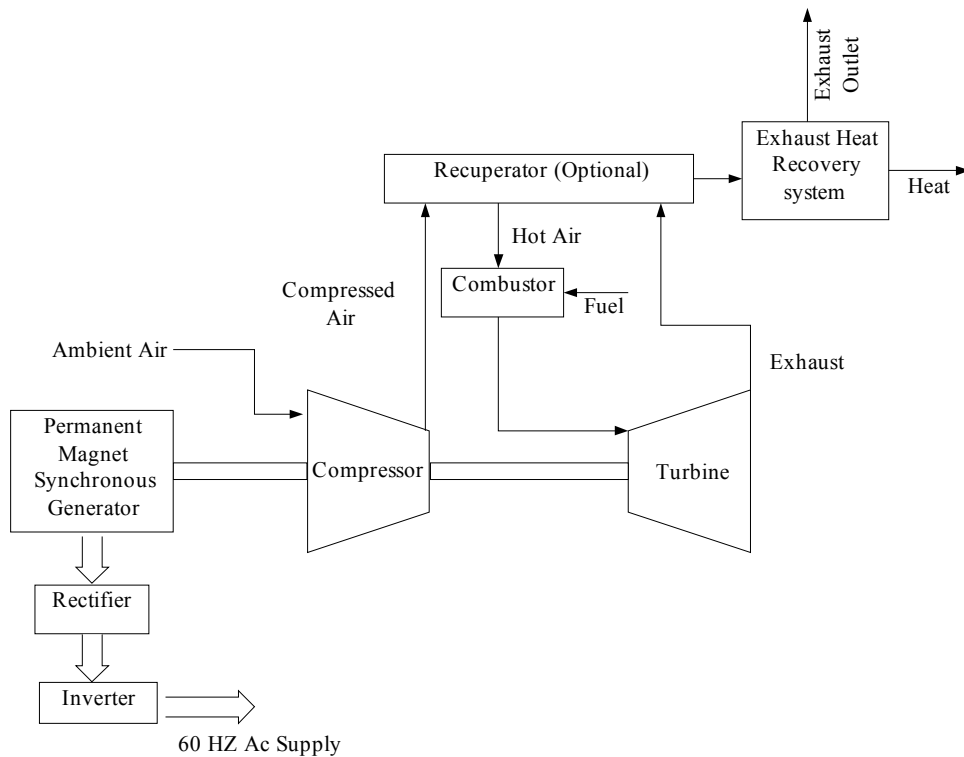 Exhaust
Outlet
Exhaust Heat
Recovery
system
Heat
Recuperator (Optional)
Hot Air
Combustor
Fuel
Compressed
Air
Ambient Air
Exhaust
Permanent
Magnet
Synchronous
Generator
Compressor
Turbine
Rectifier
Inverter
60 HZ Ac Supply